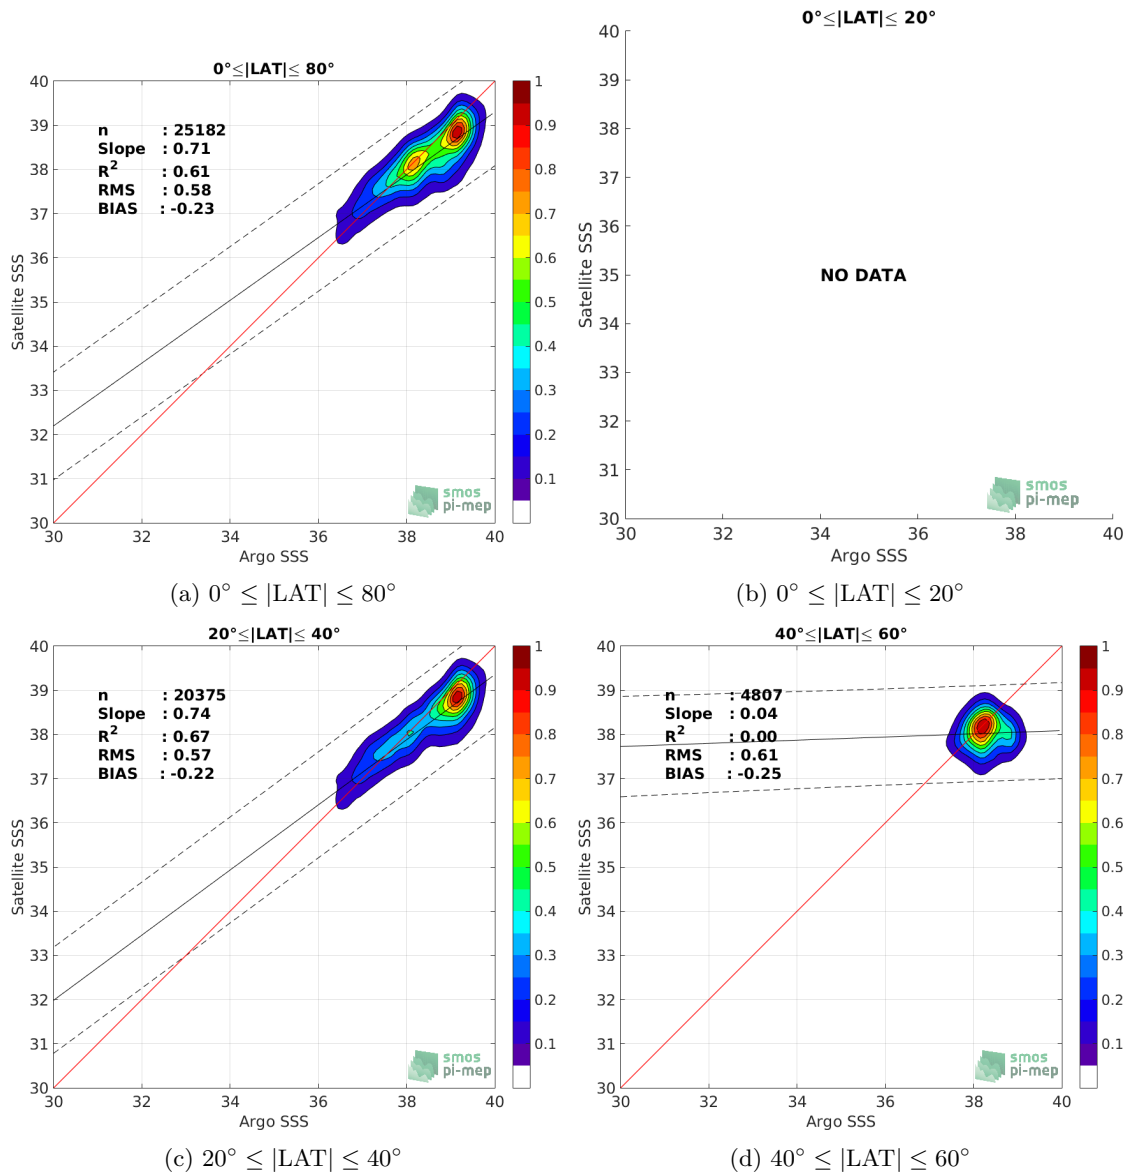 0°≤|LAT|≤ 80°
n : 25182
Slope : 0.71
R² : 0.61
RMS : 0.58
BIAS : -0.23
40
39
38
37
36
35
34
33
32
31
30
Satellite SSS
30 32 34 36 38 40
Argo SSS
1
0.9
0.8
0.7
0.6
0.5
0.4
0.3
0.2
0.1
smos
pi-mep
(a) 0° ≤ |LAT| ≤ 80°
0°≤|LAT|≤ 20°
40
39
38
37
36
35
34
33
32
31
30
Satellite SSS
NO DATA
smos
pi-mep
30 32 34 36 38 40
Argo SSS
(b) 0° ≤ |LAT| ≤ 20°
20°≤|LAT|≤ 40°
n : 20375
Slope : 0.74
R² : 0.67
RMS : 0.57
BIAS : -0.22
40
39
38
37
36
35
34
33
32
31
30
Satellite SSS
30 32 34 36 38 40
Argo SSS
1
0.9
0.8
0.7
0.6
0.5
0.4
0.3
0.2
0.1
smos
pi-mep
(c) 20° ≤ |LAT| ≤ 40°
40°≤|LAT|≤ 60°
n : 4807
Slope : 0.04
R² : 0.00
RMS : 0.61
BIAS : -0.25
40
39
38
37
36
35
34
33
32
31
30
Satellite SSS
30 32 34 36 38 40
Argo SSS
1
0.9
0.8
0.7
0.6
0.5
0.4
0.3
0.2
0.1
smos
pi-mep
(d) 40° ≤ |LAT| ≤ 60°